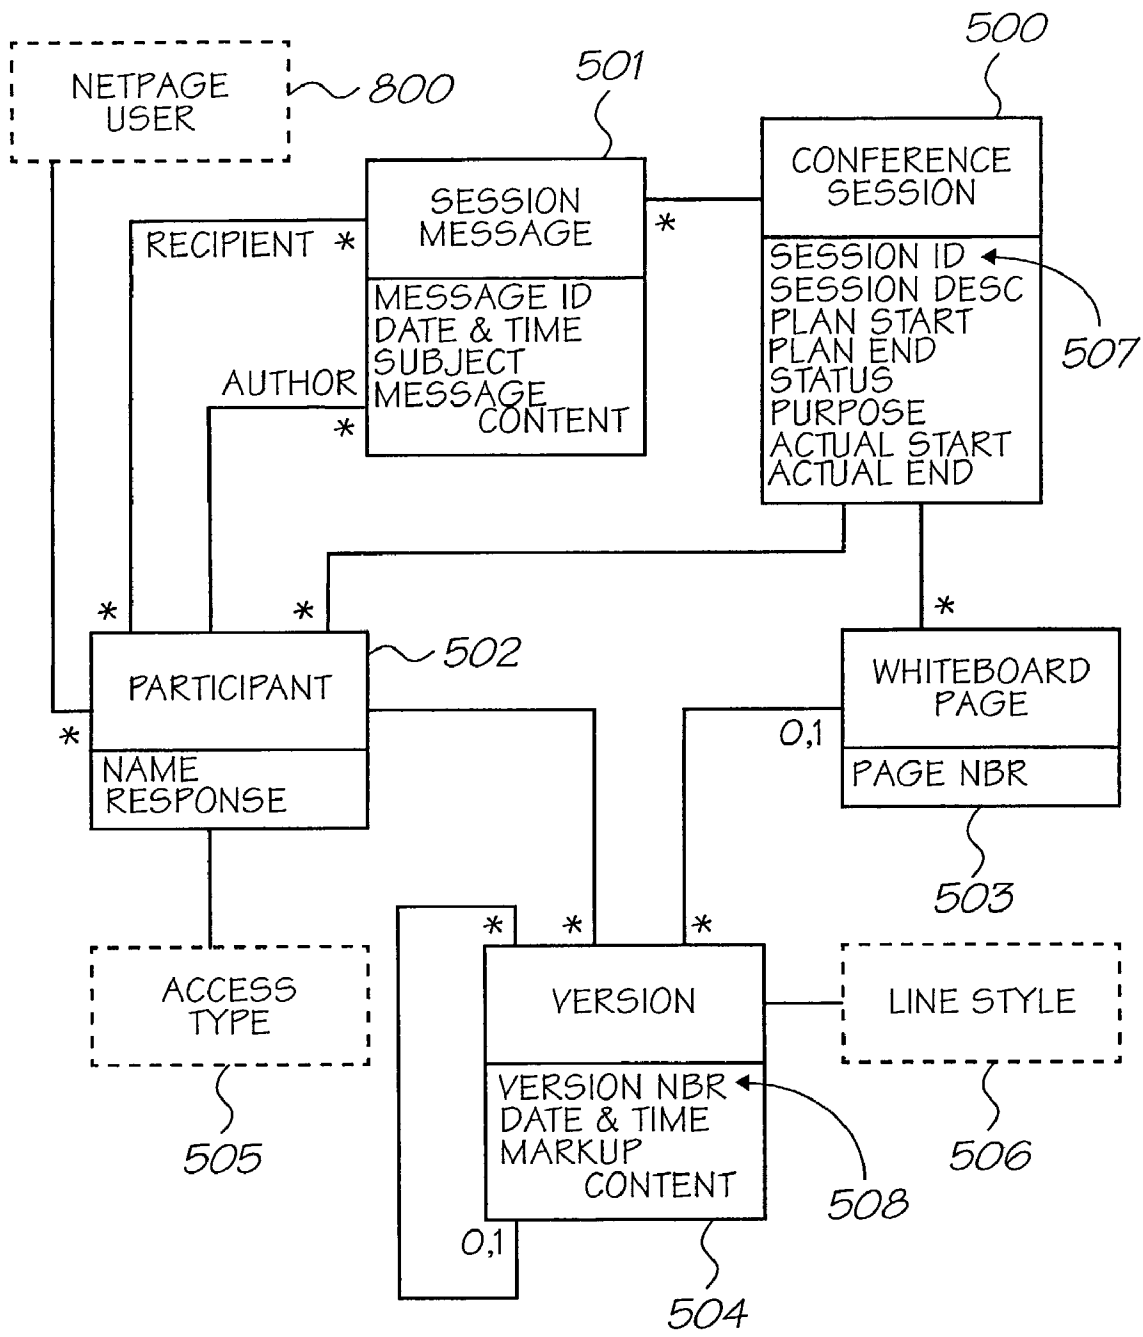 500
501
NETPAGE
USER
800
SESSION
MESSAGE
CONFERENCE
SESSION
*
RECIPIENT *
MESSAGE ID
DATE & TIME
SUBJECT
MESSAGE
CONTENT
SESSION ID
SESSION DESC
PLAN START
PLAN END
STATUS
PURPOSE
ACTUAL START
ACTUAL END
507
AUTHOR
*
*
*
*
502
PARTICIPANT
*
NAME
RESPONSE
WHITEBOARD
PAGE
0,1
PAGE NBR
503
*
*
*
ACCESS
TYPE
505
VERSION
LINE STYLE
506
VERSION NBR
DATE & TIME
MARKUP
CONTENT
508
0,1
504